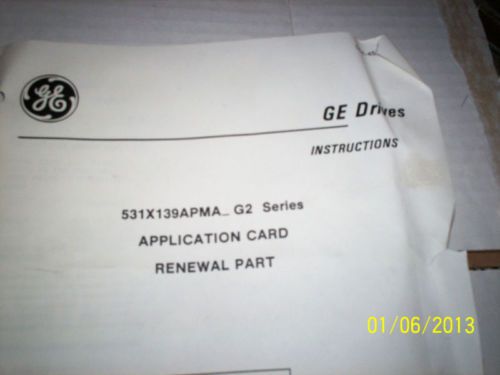 GE
GE Drives
INSTRUCTIONS
531X139APMA_ G2 Series
APPLICATION CARD
RENEWAL PART
01/06/2013